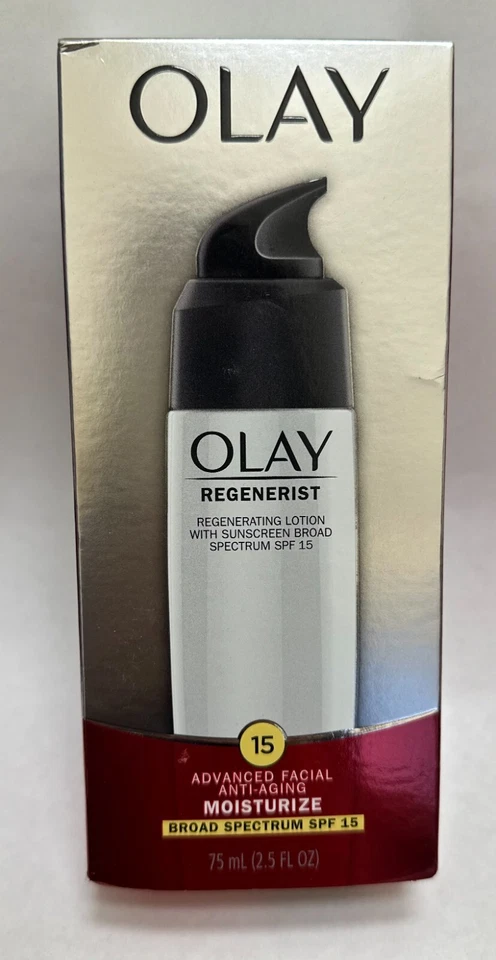 OLAY
OLAY
REGENERIST
REGENERATING LOTION
WITH SUNSCREEN BROAD
SPECTRUM SPF 15
15
ADVANCED FACIAL
ANTI-AGING
MOISTURIZE
BROAD SPECTRUM SPF 15
75 mL (2.5 FL OZ)